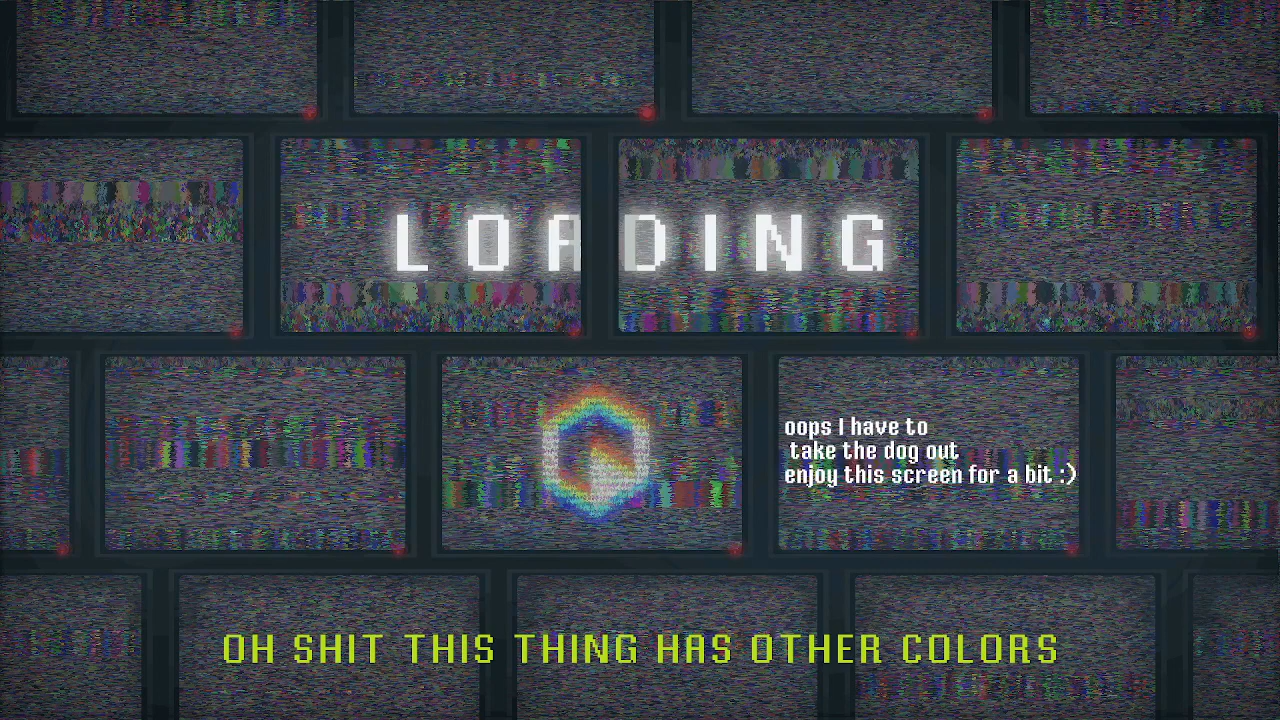 LOADING
oops I have to
take the dog out
enjoy this screen for a bit :)
OH SHIT THIS THING HAS OTHER COLORS